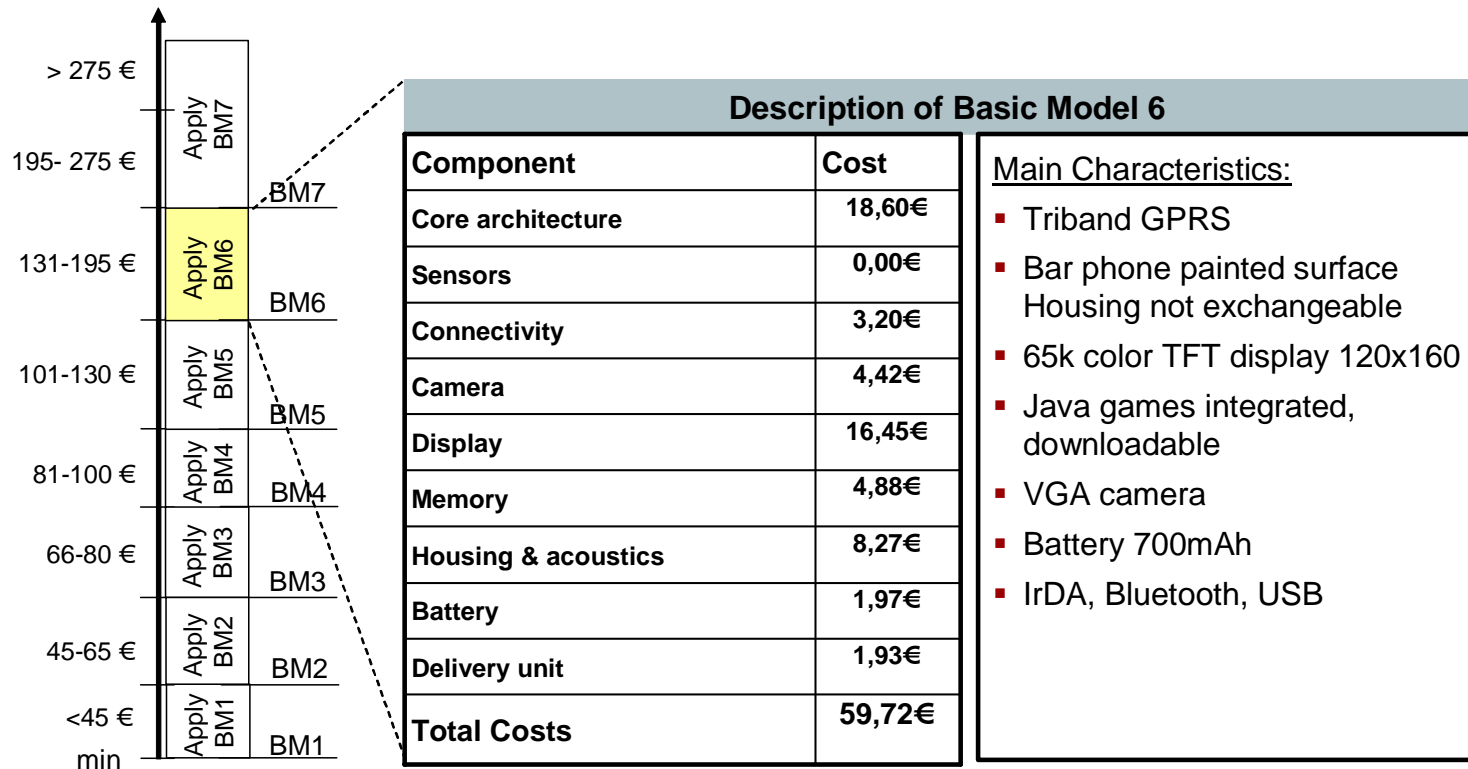 > 275 €
195- 275 €
131-195 €
101-130 €
81-100 €
66-80 €
45-65 €
<45 €
min
Apply
BM7
Apply
BM6
Apply
BM5
Apply
BM4
Apply
BM3
Apply
BM2
Apply
BM1
BM7
BM6
BM5
BM4
BM3
BM2
BM1
Description of Basic Model 6
Component Cost
Core architecture 18,60€
Sensors 0,00€
Connectivity 3,20€
Camera 4,42€
Display 16,45€
Memory 4,88€
Housing & acoustics 8,27€
Battery 1,97€
Delivery unit 1,93€
Total Costs 59,72€
Main Characteristics:
▪ Triband GPRS
▪ Bar phone painted surface
Housing not exchangeable
▪ 65k color TFT display 120x160
▪ Java games integrated,
downloadable
▪ VGA camera
▪ Battery 700mAh
▪ IrDA, Bluetooth, USB